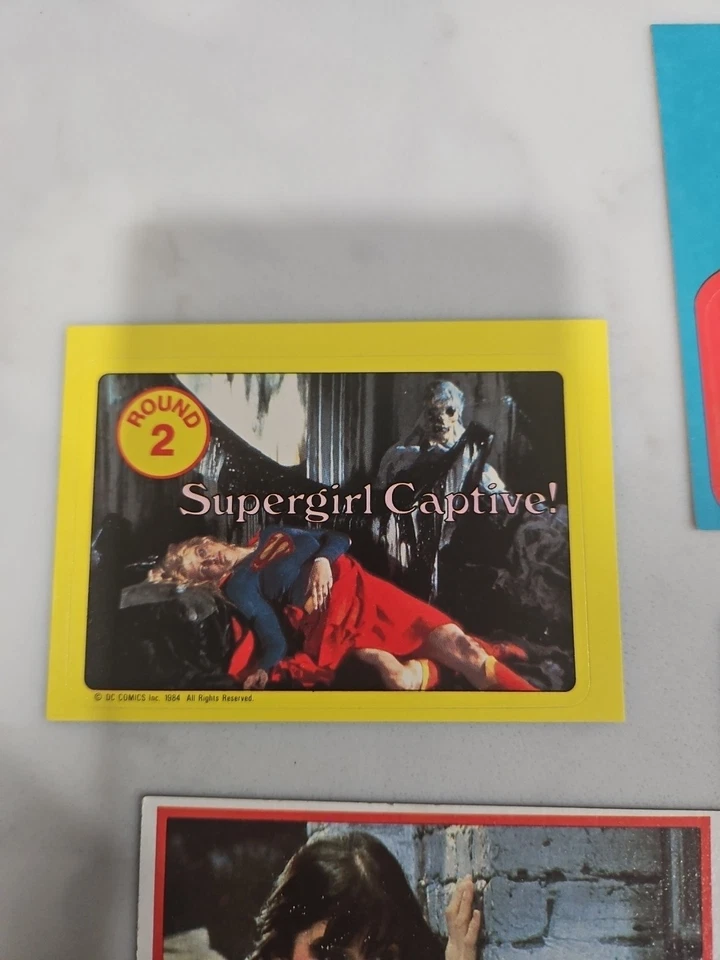 ROUND
2
Supergirl Captive!
© DC COMICS Inc. 1984 All Rights Reserved.